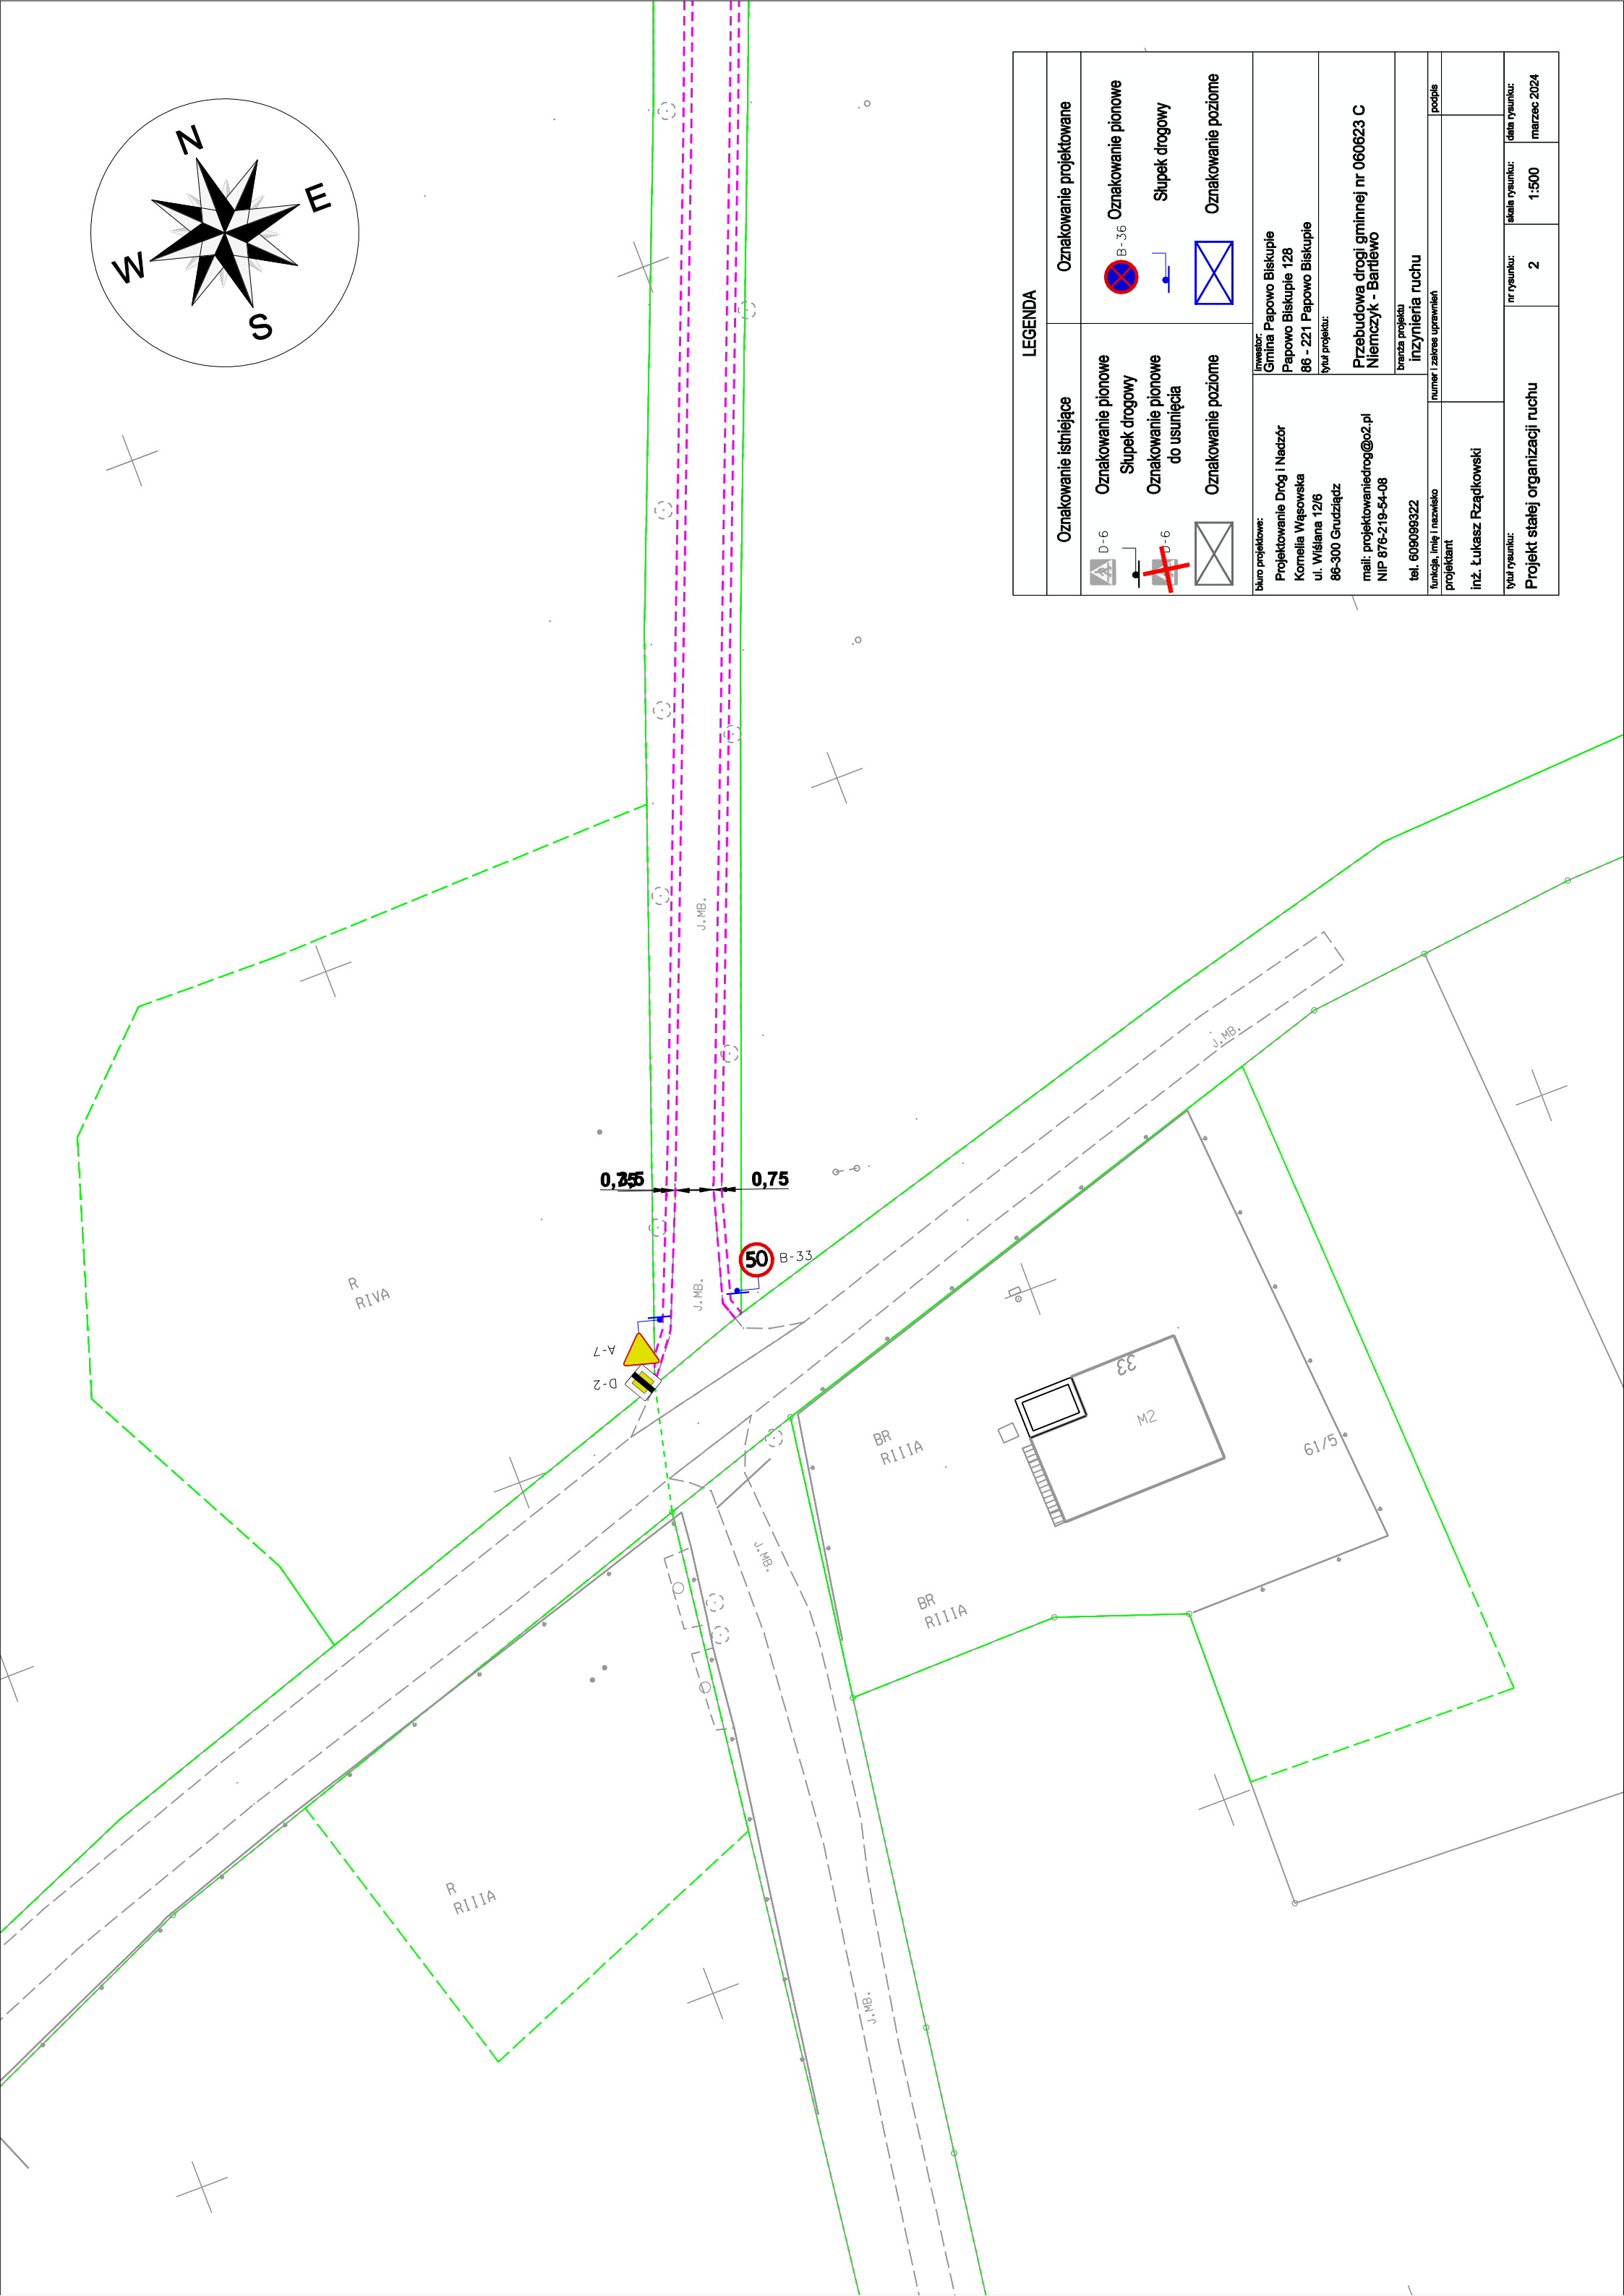 N
E
W
S
LEGENDA
Oznakowanie istniejące
Oznakowanie projektowane
D-6
Oznakowanie pionowe
Słupek drogowy
D-6
Oznakowanie pionowe
do usunięcia
Oznakowanie poziome
B-36
Oznakowanie pionowe
Słupek drogowy
Oznakowanie poziome
biuro projektowe:
Projektowanie Dróg i Nadzór
Kornelia Wąsowska
ul. Wiślana 12/6
86-300 Grudziądz
mail: projektowaniedrog@o2.pl
NIP 876-219-54-08
tel. 609099322
inwestor:
Gmina Papowo Biskupie
Papowo Biskupie 128
86 - 221 Papowo Biskupie
tytuł projektu:
Przebudowa drogi gminnej nr 060623 C
Niemczyk - Bartlewo
branża projektu
inzynieria ruchu
funkcja, imię i nazwisko
numer i zakres uprawnień
podpis
projektant
inż. Łukasz Rządkowski
tytuł rysunku:
Projekt stałej organizacji ruchu
nr rysunku:
2
skala rysunku:
1:500
data rysunku:
marzec 2024
J.MB.
J.MB.
0,75
3,5
0,75
50
B-33
J.MB.
A-7
D-2
R
RIVA
33
M2
61/5
BR
RIIIA
J.MB.
BR
RIIIA
R
RIIIA
J.MB.